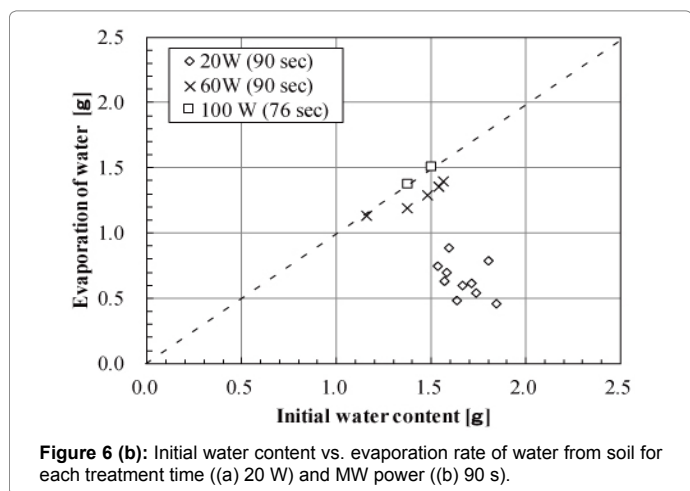 2.5
2.0
1.5
1.0
0.5
0.0
Evaporation of water [g]
20W (90 sec)
60W (90 sec)
100 W (76 sec)
0.0 0.5 1.0 1.5 2.0 2.5
Initial water content [g]
Figure 6 (b): Initial water content vs. evaporation rate of water from soil for
each treatment time ((a) 20 W) and MW power ((b) 90 s).